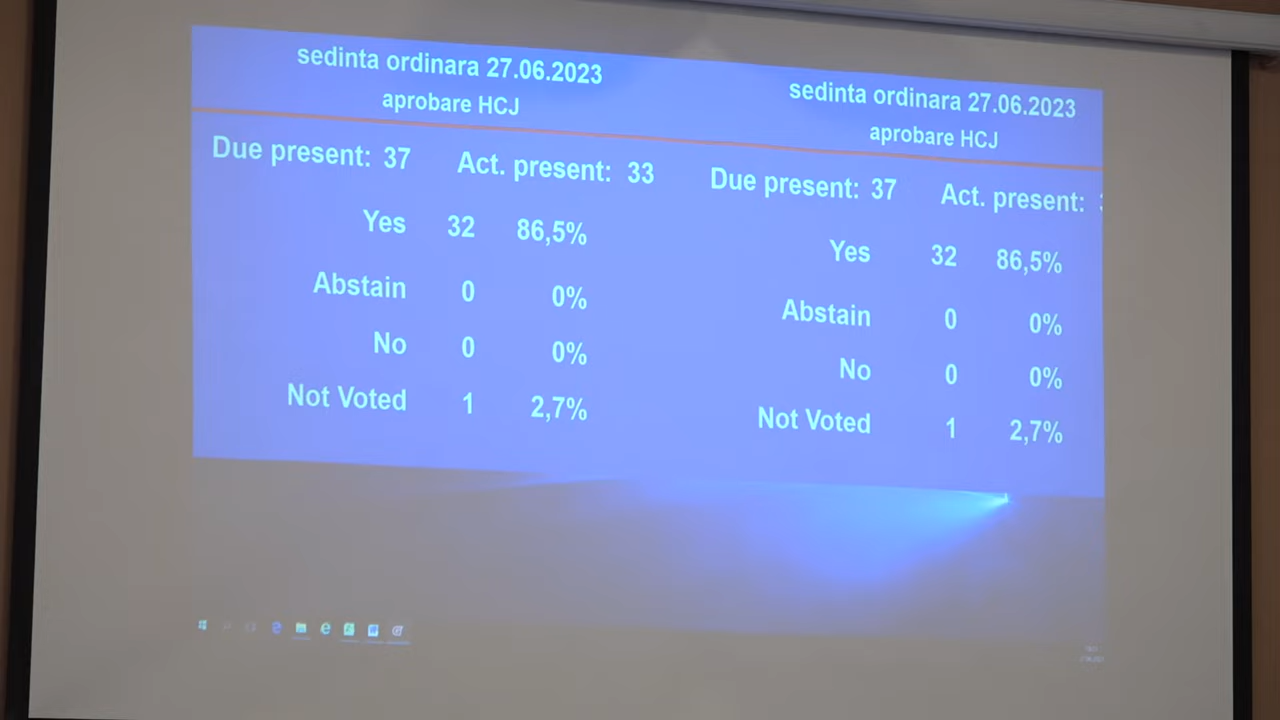 sedinta ordinara 27.06.2023
aprobare HCJ
Due present: 37 Act. present: 33
Yes 32 86,5%
Abstain 0 0%
No 0 0%
Not Voted 1 2,7%
sedinta ordinara 27.06.2023
aprobare HCJ
Due present: 37 Act. present:
Yes 32 86,5%
Abstain 0 0%
No 0 0%
Not Voted 1 2,7%